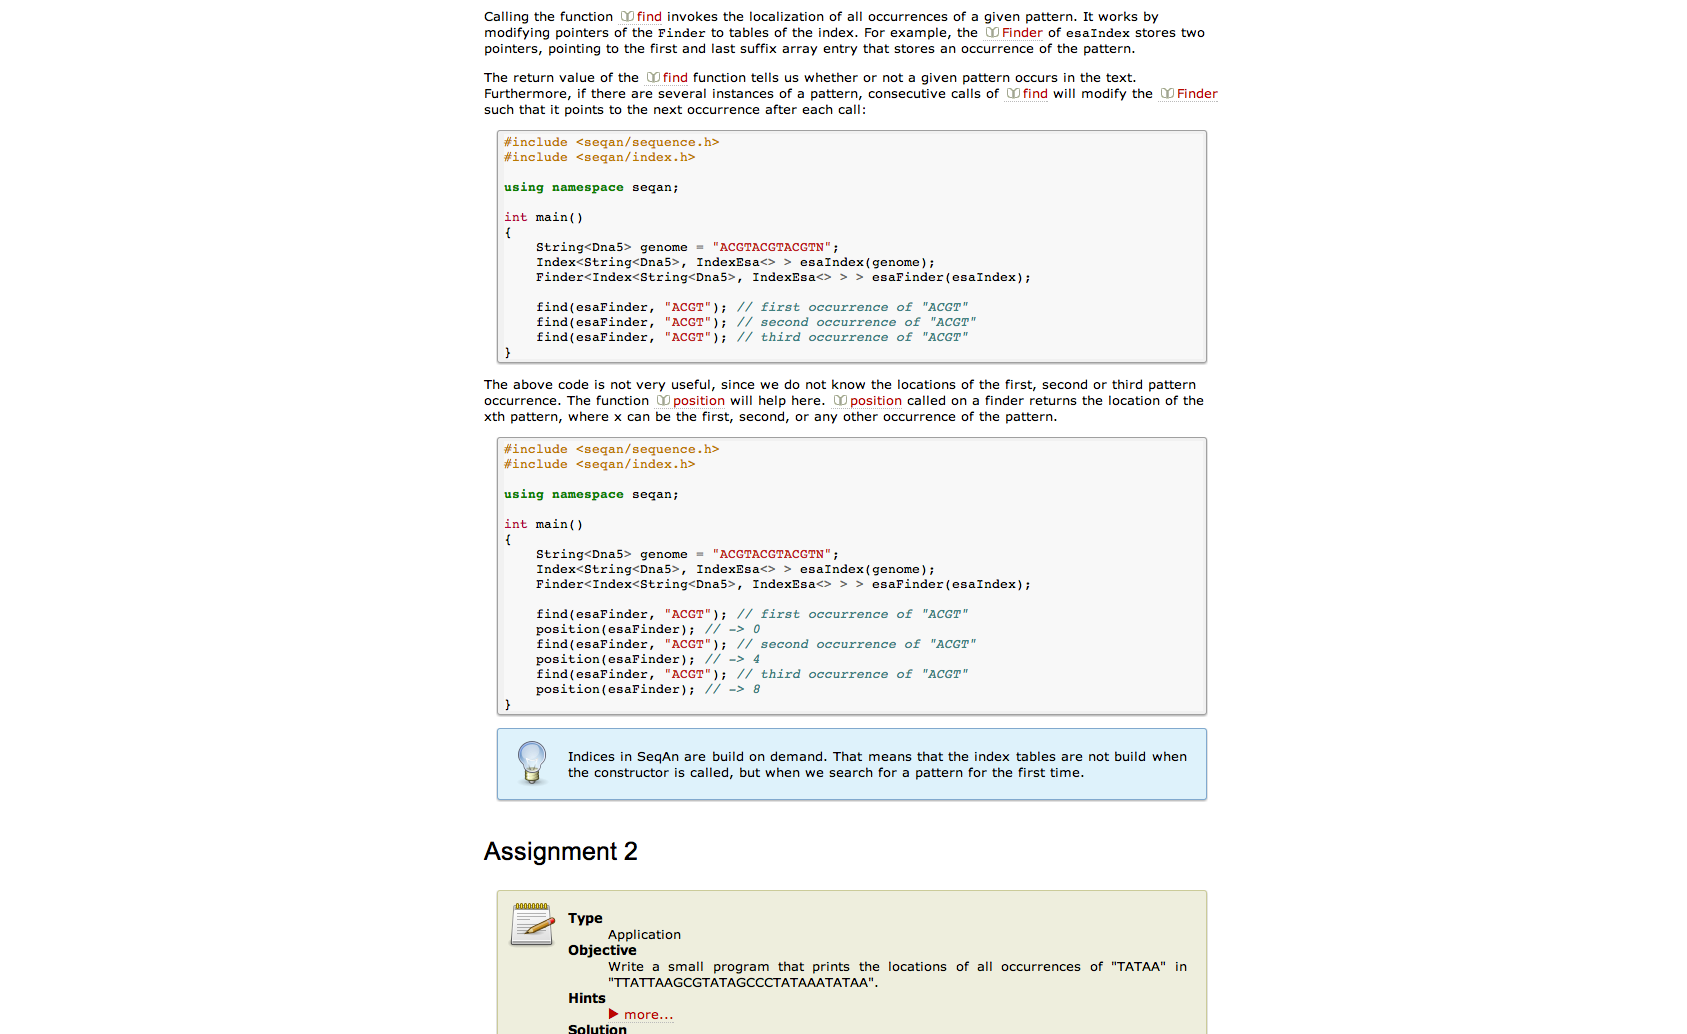 Calling the function find invokes the localization of all occurrences of a given pattern. It works by
modifying pointers of the Finder to tables of the index. For example, the Finder of esaIndex stores two
pointers, pointing to the first and last suffix array entry that stores an occurrence of the pattern.
The return value of the find function tells us whether or not a given pattern occurs in the text.
Furthermore, if there are several instances of a pattern, consecutive calls of find will modify the Finder
such that it points to the next occurrence after each call:
#include <seqan/sequence.h>
#include <seqan/index.h>
using namespace seqan;
int main()
{
String<Dna5> genome = "ACGTACGTACGTN";
Index<String<Dna5>, IndexEsa<> > esaIndex(genome);
Finder<Index<String<Dna5>, IndexEsa<> > > esaFinder(esaIndex);
find(esaFinder, "ACGT"); // first occurrence of "ACGT"
find(esaFinder, "ACGT"); // second occurrence of "ACGT"
find(esaFinder, "ACGT"); // third occurrence of "ACGT"
}
The above code is not very useful, since we do not know the locations of the first, second or third pattern
occurrence. The function position will help here. position called on a finder returns the location of the
xth pattern, where x can be the first, second, or any other occurrence of the pattern.
#include <seqan/sequence.h>
#include <seqan/index.h>
using namespace seqan;
int main()
{
String<Dna5> genome = "ACGTACGTACGTN";
Index<String<Dna5>, IndexEsa<> > esaIndex(genome);
Finder<Index<String<Dna5>, IndexEsa<> > > esaFinder(esaIndex);
find(esaFinder, "ACGT"); // first occurrence of "ACGT"
position(esaFinder); // -> 0
find(esaFinder, "ACGT"); // second occurrence of "ACGT"
position(esaFinder); // -> 4
find(esaFinder, "ACGT"); // third occurrence of "ACGT"
position(esaFinder); // -> 8
}
Indices in SeqAn are build on demand. That means that the index tables are not build when
the constructor is called, but when we search for a pattern for the first time.
Assignment 2
Type
Application
Objective
Write a small program that prints the locations of all occurrences of "TATAA" in
"TTATTAAGCGTATAGCCCTATAAATATAA".
Hints
more...
Solution